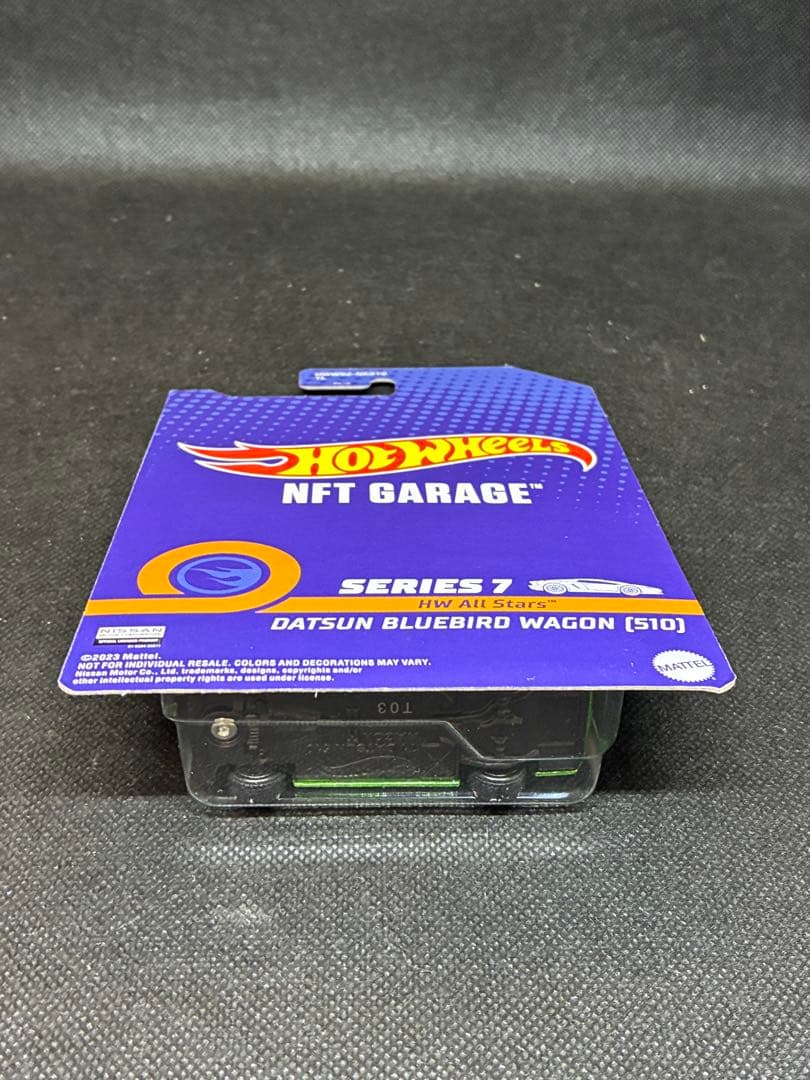 HOT WHEELS
NFT GARAGE™
SERIES 7
HW All Stars™
DATSUN BLUEBIRD WAGON (510)
NISSAN
©2023 Mattel.
NOT FOR INDIVIDUAL RESALE. COLORS AND DECORATIONS MAY VARY.
Nissan Motor Co., Ltd. trademarks, designs, copyrights and/or
other intellectual property rights are used under license.
MATTEL
T03